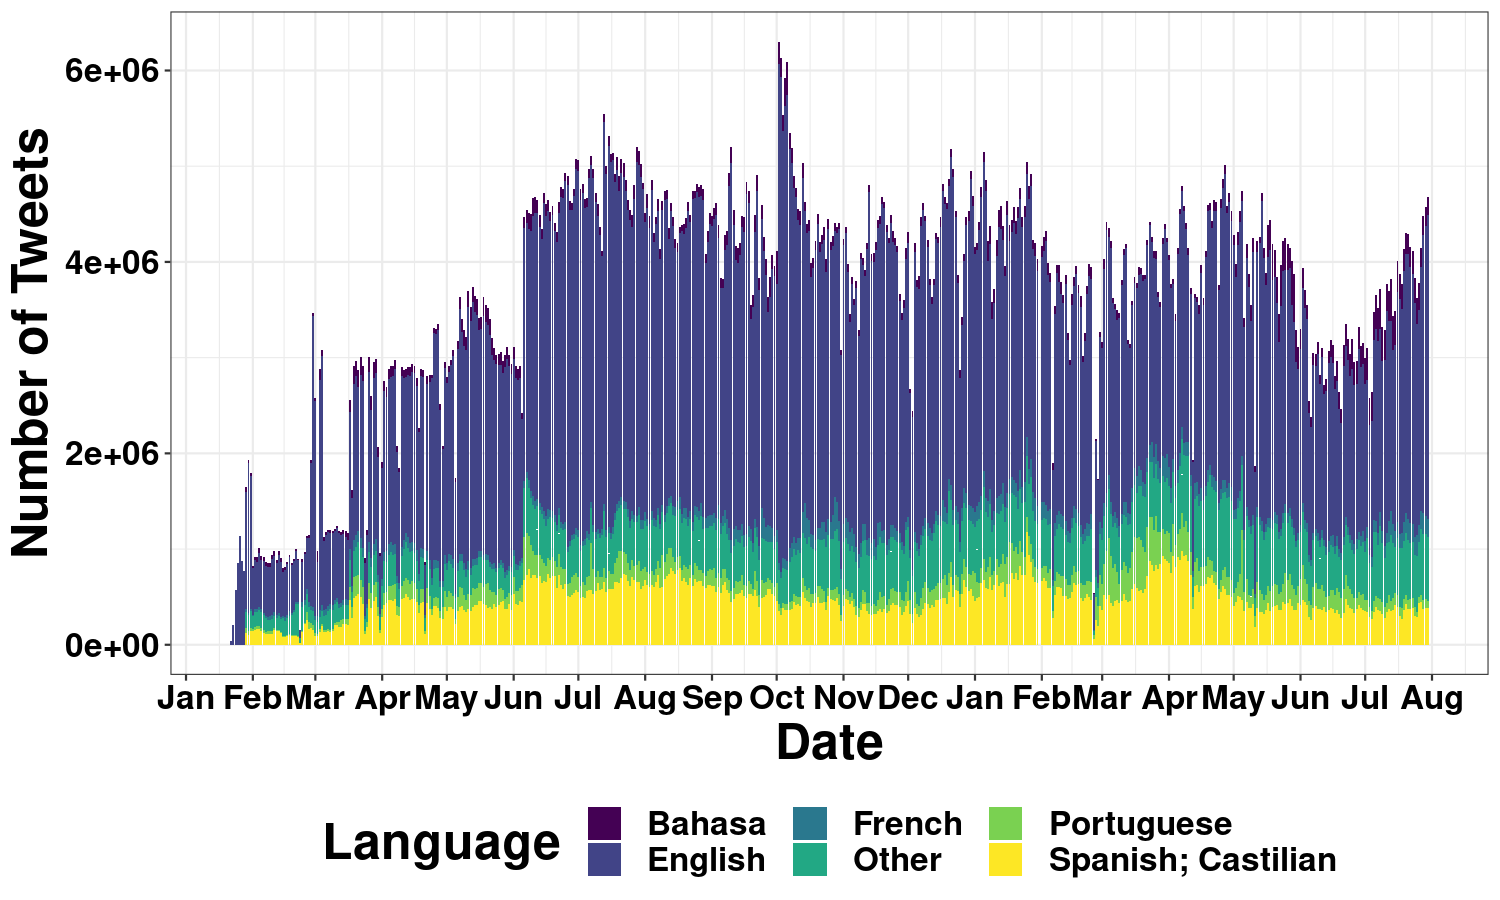 Number of Tweets
6e+06
4e+06
2e+06
0e+00
Jan Feb Mar Apr May Jun Jul Aug Sep Oct Nov Dec Jan Feb Mar Apr May Jun Jul Aug
Date
Language
Bahasa French Portuguese
English Other Spanish; Castilian